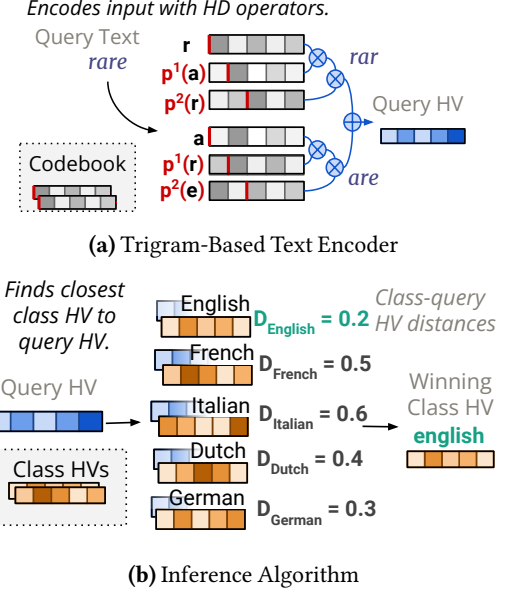 Encodes input with HD operators.
Query Text
rare
r
p¹(a)
p²(r)
rar
a
p¹(r)
p²(e)
are
Query HV
Codebook
(a) Trigram-Based Text Encoder
Finds closest
class HV to
query HV.
Query HV
Class HVs
English
D_English = 0.2
French
D_French = 0.5
Italian
D_Italian = 0.6
Dutch
D_Dutch = 0.4
German
D_German = 0.3
Class-query
HV distances
Winning
Class HV
english
(b) Inference Algorithm